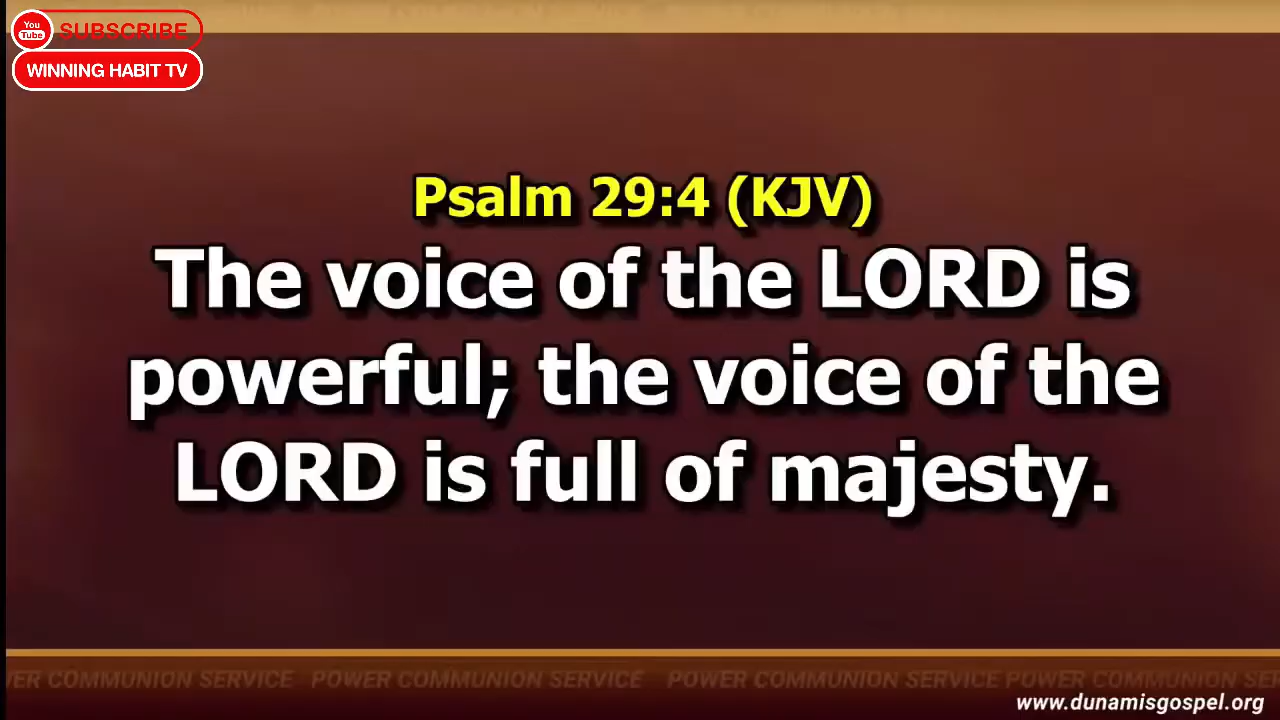 You
Tube
SUBSCRIBE
WINNING HABIT TV
Psalm 29:4 (KJV)
The voice of the LORD is
powerful; the voice of the
LORD is full of majesty.
ER COMMUNION SERVICE POWER COMMUNION SERVICE POWER COMMUNION SERVICE POWER COMMUNION SERVICE
www.dunamisgospel.org